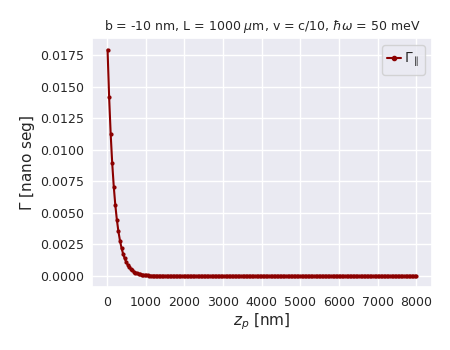 b = -10 nm, L = 1000 μm, v = c/10, ℏω = 50 meV
Γ∥
0.0175
0.0150
0.0125
0.0100
0.0075
0.0050
0.0025
0.0000
Γ [nano seg]
0 1000 2000 3000 4000 5000 6000 7000 8000
zₚ [nm]